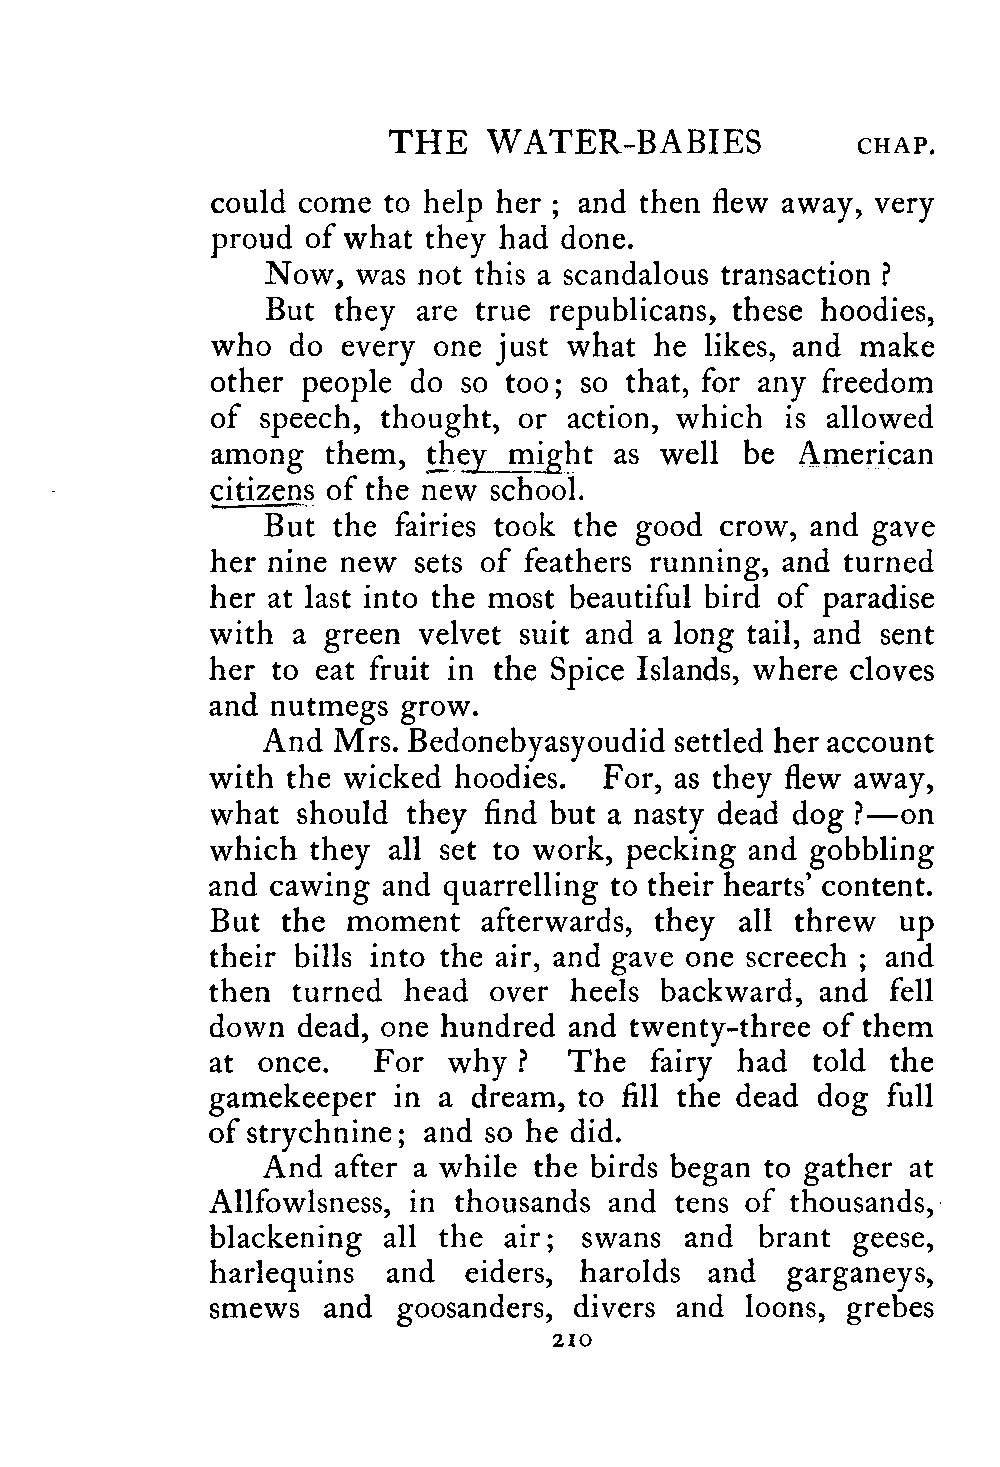 THE WATER-BABIES CHAP.
could come to help her ; and then flew away, very
proud of what they had done.
Now, was not this a scandalous transaction ?
But they are true republicans, these hoodies,
who do every one just what he likes, and make
other people do so too; so that, for any freedom
of speech, thought, or action, which is allowed
among them, they might as well be American
citizens of the new school.
But the fairies took the good crow, and gave
her nine new sets of feathers running, and turned
her at last into the most beautiful bird of paradise
with a green velvet suit and a long tail, and sent
her to eat fruit in the Spice Islands, where cloves
and nutmegs grow.
And Mrs. Bedonebyasyoudid settled her account
with the wicked hoodies. For, as they flew away,
what should they find but a nasty dead dog ?—on
which they all set to work, pecking and gobbling
and cawing and quarrelling to their hearts' content.
But the moment afterwards, they all threw up
their bills into the air, and gave one screech ; and
then turned head over heels backward, and fell
down dead, one hundred and twenty-three of them
at once. For why ? The fairy had told the
gamekeeper in a dream, to fill the dead dog full
of strychnine; and so he did.
And after a while the birds began to gather at
Allfowlsness, in thousands and tens of thousands,
blackening all the air; swans and brant geese,
harlequins and eiders, harolds and garganeys,
smews and goosanders, divers and loons, grebes
210